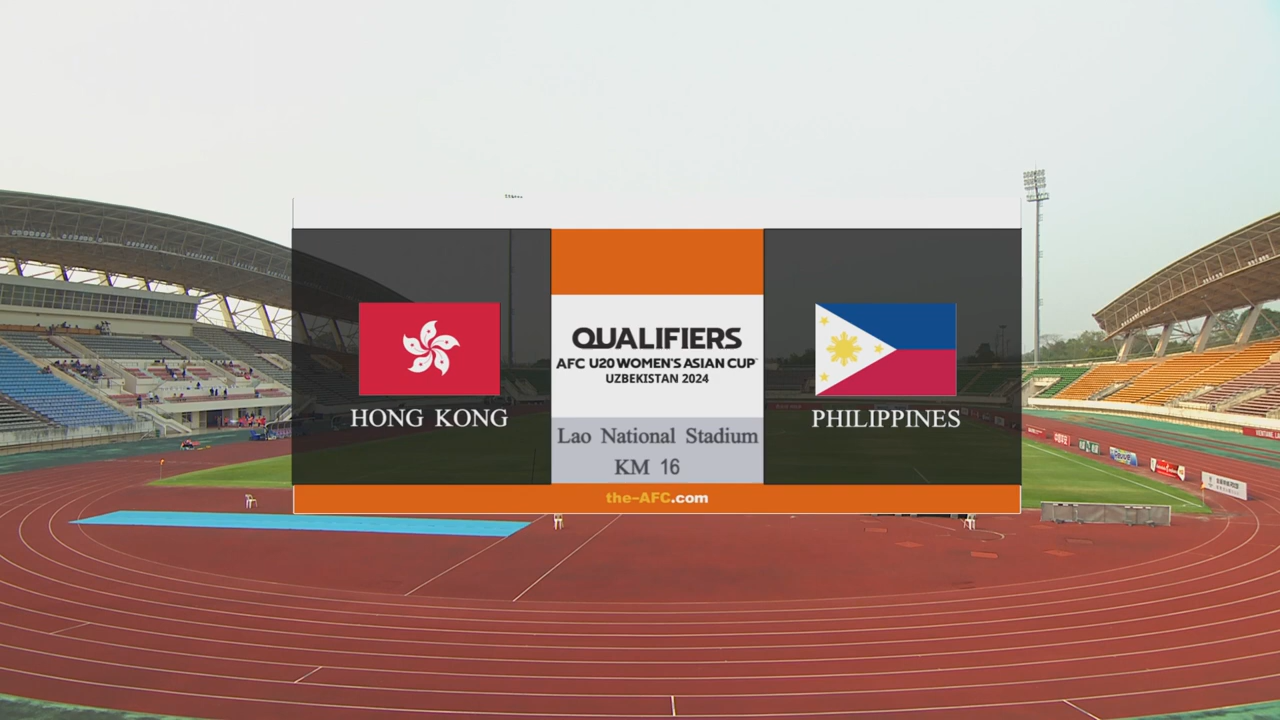 HONG KONG
QUALIFIERS
AFC U20 WOMEN'S ASIAN CUP
UZBEKISTAN 2024
Lao National Stadium
KM 16
PHILIPPINES
the-AFC.com